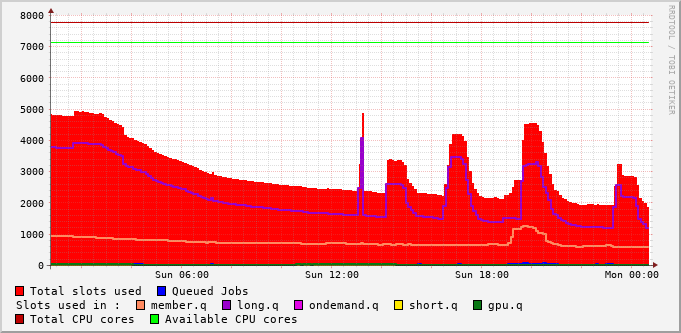 RRDTOOL / TOBI OETIKER
8000
7000
6000
5000
4000
3000
2000
1000
0
Sun 06:00 Sun 12:00 Sun 18:00 Mon 00:00
Total slots used Queued Jobs
Slots used in : member.q long.q ondemand.q short.q gpu.q
Total CPU cores Available CPU cores